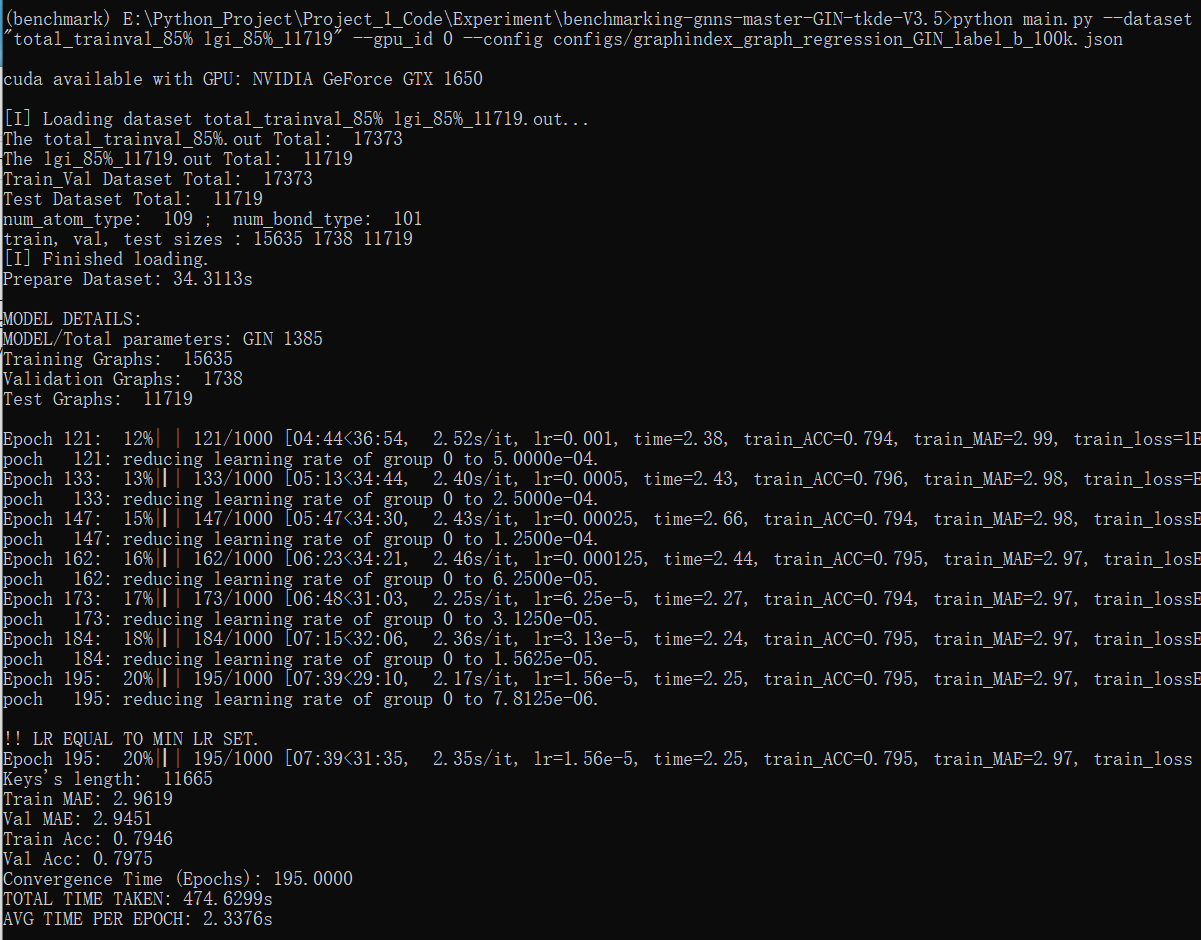 (benchmark) E:\Python_Project\Project_1_Code\Experiment\benchmarking-gnns-master-GIN-tkde-V3.5>python main.py --dataset
"total_trainval_85% lgi_85%_11719" --gpu_id 0 --config configs/graphindex_graph_regression_GIN_label_b_100k.json
cuda available with GPU: NVIDIA GeForce GTX 1650
[I] Loading dataset total_trainval_85% lgi_85%_11719.out...
The total_trainval_85%.out Total:  17373
The lgi_85%_11719.out Total:  11719
Train_Val Dataset Total:  17373
Test Dataset Total:  11719
num_atom_type:  109 ;  num_bond_type:  101
train, val, test sizes : 15635 1738 11719
[I] Finished loading.
Prepare Dataset: 34.3113s
MODEL DETAILS:
MODEL/Total parameters: GIN 1385
Training Graphs:  15635
Validation Graphs:  1738
Test Graphs:  11719
Epoch 121:  12%| | 121/1000 [04:44<36:54,  2.52s/it, lr=0.001, time=2.38, train_ACC=0.794, train_MAE=2.99, train_loss=1E
poch   121: reducing learning rate of group 0 to 5.0000e-04.
Epoch 133:  13%|| | 133/1000 [05:13<34:44,  2.40s/it, lr=0.0005, time=2.43, train_ACC=0.796, train_MAE=2.98, train_loss=E
poch   133: reducing learning rate of group 0 to 2.5000e-04.
Epoch 147:  15%|| | 147/1000 [05:47<34:30,  2.43s/it, lr=0.00025, time=2.66, train_ACC=0.794, train_MAE=2.98, train_lossE
poch   147: reducing learning rate of group 0 to 1.2500e-04.
Epoch 162:  16%|| | 162/1000 [06:23<34:21,  2.46s/it, lr=0.000125, time=2.44, train_ACC=0.795, train_MAE=2.97, train_losE
poch   162: reducing learning rate of group 0 to 6.2500e-05.
Epoch 173:  17%|| | 173/1000 [06:48<31:03,  2.25s/it, lr=6.25e-5, time=2.27, train_ACC=0.794, train_MAE=2.97, train_lossE
poch   173: reducing learning rate of group 0 to 3.1250e-05.
Epoch 184:  18%|| | 184/1000 [07:15<32:06,  2.36s/it, lr=3.13e-5, time=2.24, train_ACC=0.795, train_MAE=2.97, train_lossE
poch   184: reducing learning rate of group 0 to 1.5625e-05.
Epoch 195:  20%|| | 195/1000 [07:39<29:10,  2.17s/it, lr=1.56e-5, time=2.25, train_ACC=0.795, train_MAE=2.97, train_lossE
poch   195: reducing learning rate of group 0 to 7.8125e-06.
!! LR EQUAL TO MIN LR SET.
Epoch 195:  20%|| | 195/1000 [07:39<31:35,  2.35s/it, lr=1.56e-5, time=2.25, train_ACC=0.795, train_MAE=2.97, train_loss
Keys's length:  11665
Train MAE: 2.9619
Val MAE: 2.9451
Train Acc: 0.7946
Val Acc: 0.7975
Convergence Time (Epochs): 195.0000
TOTAL TIME TAKEN: 474.6299s
AVG TIME PER EPOCH: 2.3376s